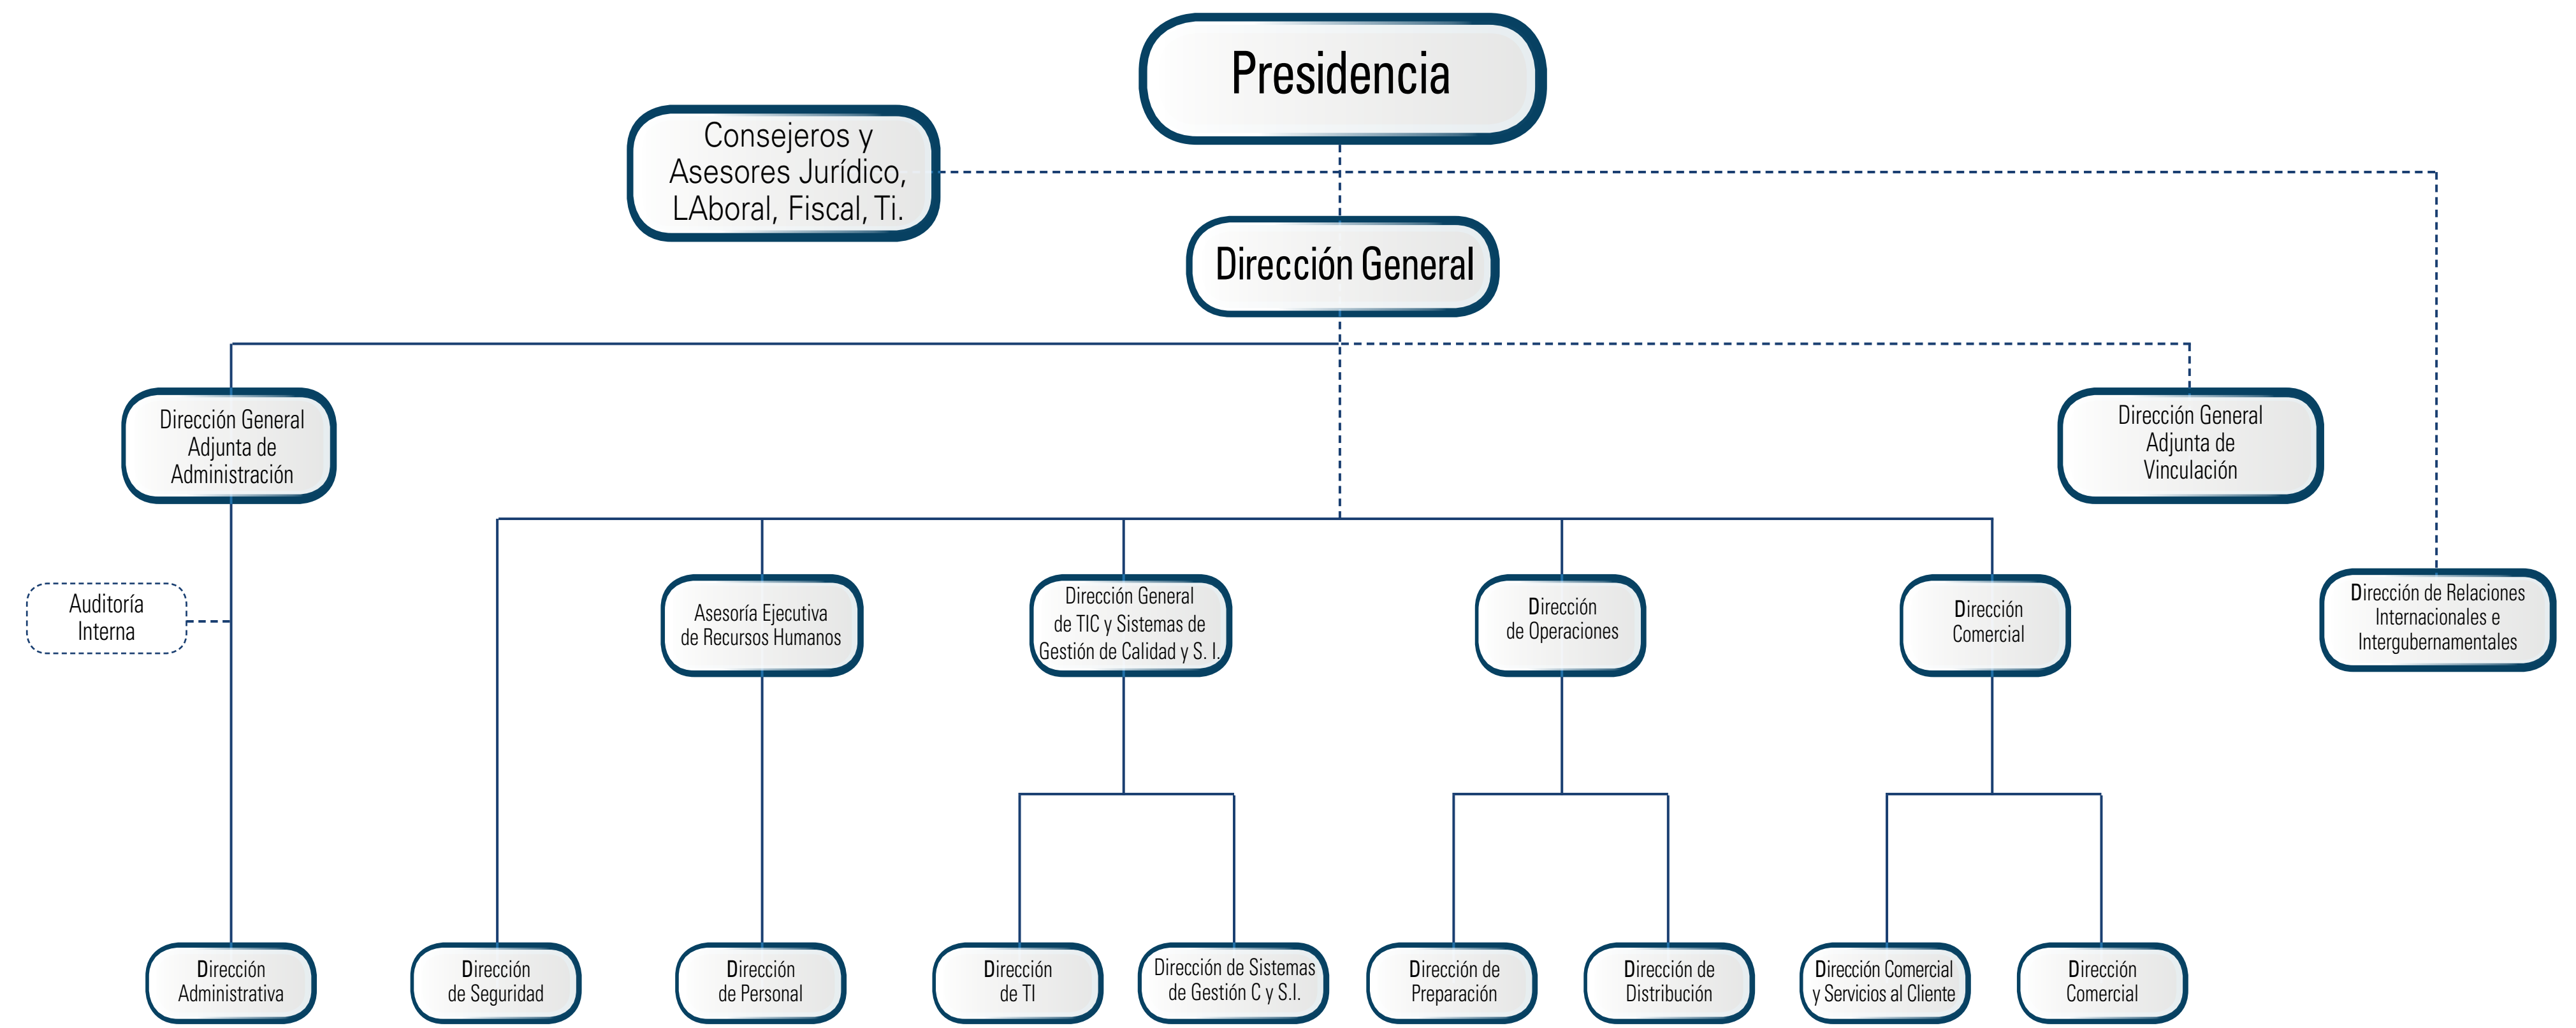 Presidencia
Consejeros y
Asesores Jurídico,
LAboral, Fiscal, Ti.
Dirección General
Dirección General
Adjunta de
Administración
Dirección General
Adjunta de
Vinculación
Auditoría
Interna
Asesoría Ejecutiva
de Recursos Humanos
Dirección General
de TIC y Sistemas de
Gestión de Calidad y S. I.
Dirección
de Operaciones
Dirección
Comercial
Dirección de Relaciones
Internacionales e
Intergubernamentales
Dirección
Administrativa
Dirección
de Seguridad
Dirección
de Personal
Dirección
de TI
Dirección de Sistemas
de Gestión C y S.I.
Dirección de
Preparación
Dirección de
Distribución
Dirección Comercial
y Servicios al Cliente
Dirección
Comercial